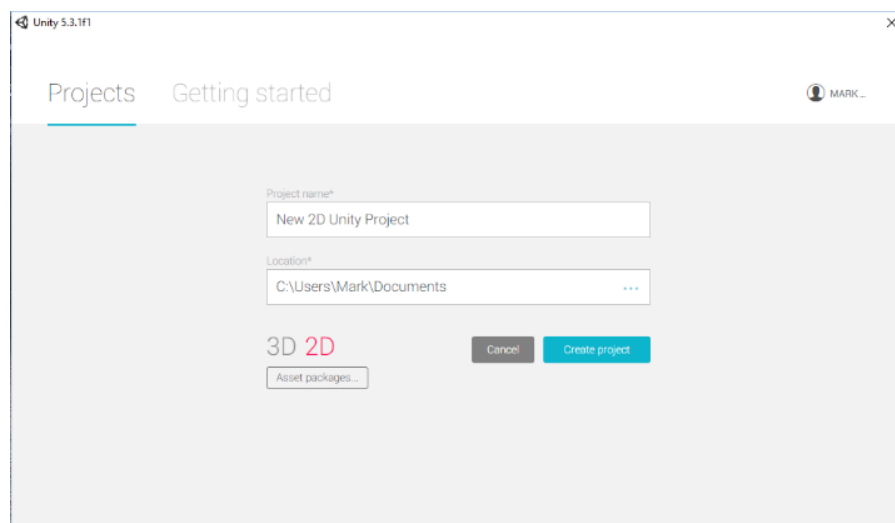 Unity 5.3.1f1
Projects Getting started
MARK...
Project name*
New 2D Unity Project
Location*
C:\Users\Mark\Documents
...
3D 2D
Cancel
Create project
Asset packages...